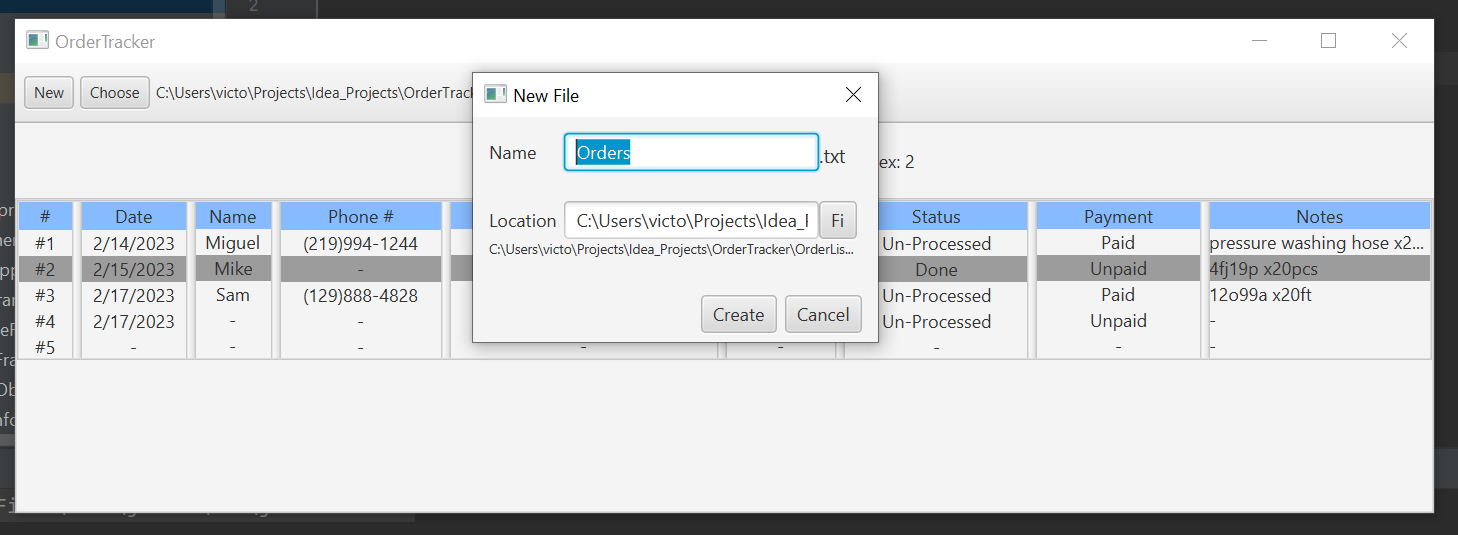 2
OrderTracker
New Choose C:\Users\victo\Projects\Idea_Projects\OrderTrack
New File
Name Orders .txt
ex: 2
Location C:\Users\victo\Projects\Idea_F Fi
C:\Users\victo\Projects\Idea_Projects\OrderTracker\OrderLis...
Create Cancel
# Date Name Phone # Status Payment Notes
#1 2/14/2023 Miguel (219)994-1244 Un-Processed Paid pressure washing hose x2...
#2 2/15/2023 Mike - Done Unpaid 4fj19p x20pcs
#3 2/17/2023 Sam (129)888-4828 Un-Processed Paid 12o99a x20ft
#4 2/17/2023 - - Un-Processed Unpaid -
#5 - - - - - - - -